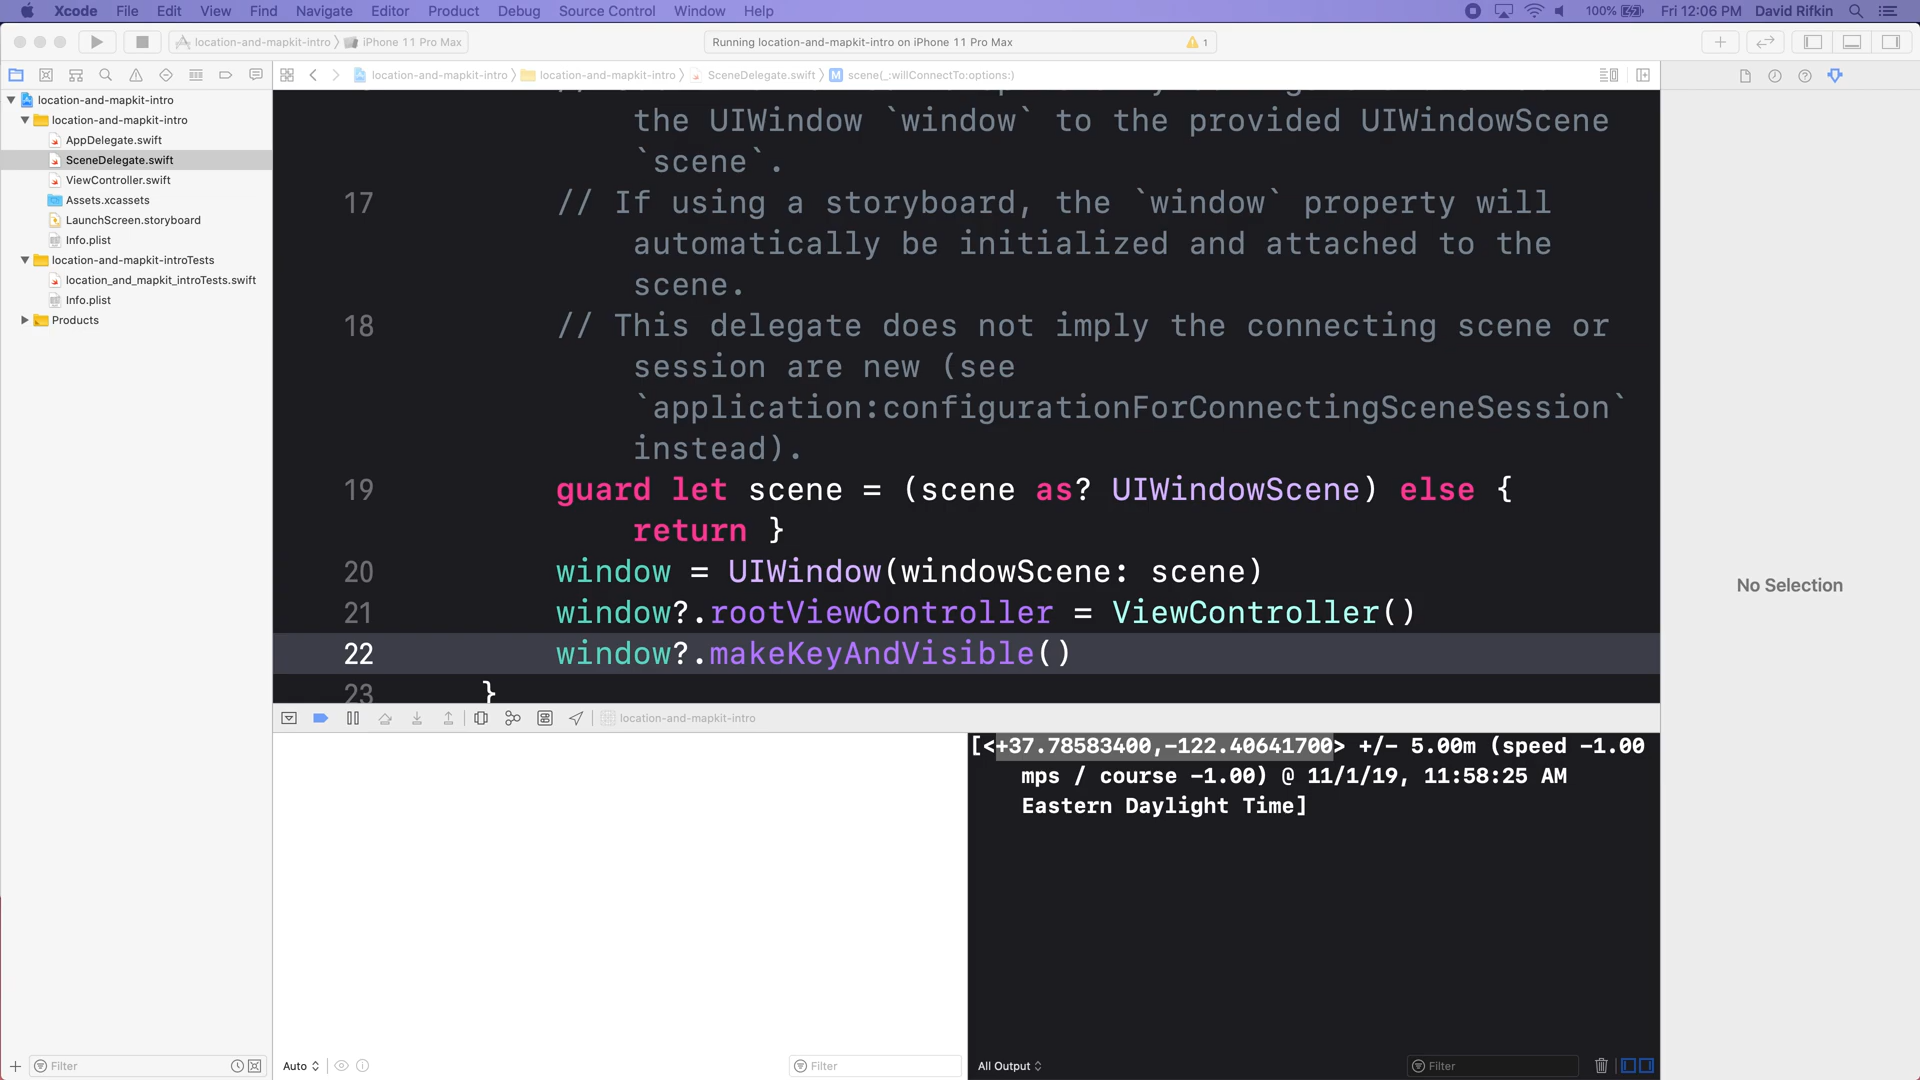 Xcode File Edit View Find Navigate Editor Product Debug Source Control Window Help 100% Fri 12:06 PM David Rifkin
location-and-mapkit-intro iPhone 11 Pro Max Running location-and-mapkit-intro on iPhone 11 Pro Max 1
location-and-mapkit-intro location-and-mapkit-intro SceneDelegate.swift M scene(_:willConnectTo:options:)
location-and-mapkit-intro
location-and-mapkit-intro
AppDelegate.swift
SceneDelegate.swift
ViewController.swift
Assets.xcassets
LaunchScreen.storyboard
Info.plist
location-and-mapkit-introTests
location_and_mapkit_introTests.swift
Info.plist
Products
the UIWindow `window` to the provided UIWindowScene
`scene`.
17 // If using a storyboard, the `window` property will
automatically be initialized and attached to the
scene.
18 // This delegate does not imply the connecting scene or
session are new (see
`application:configurationForConnectingSceneSession`
instead).
19 guard let scene = (scene as? UIWindowScene) else {
return }
20 window = UIWindow(windowScene: scene)
21 window?.rootViewController = ViewController()
22 window?.makeKeyAndVisible()
23 }
No Selection
location-and-mapkit-intro
[<+37.78583400,-122.40641700> +/- 5.00m (speed -1.00
mps / course -1.00) @ 11/1/19, 11:58:25 AM
Eastern Daylight Time]
Filter Auto Filter All Output Filter